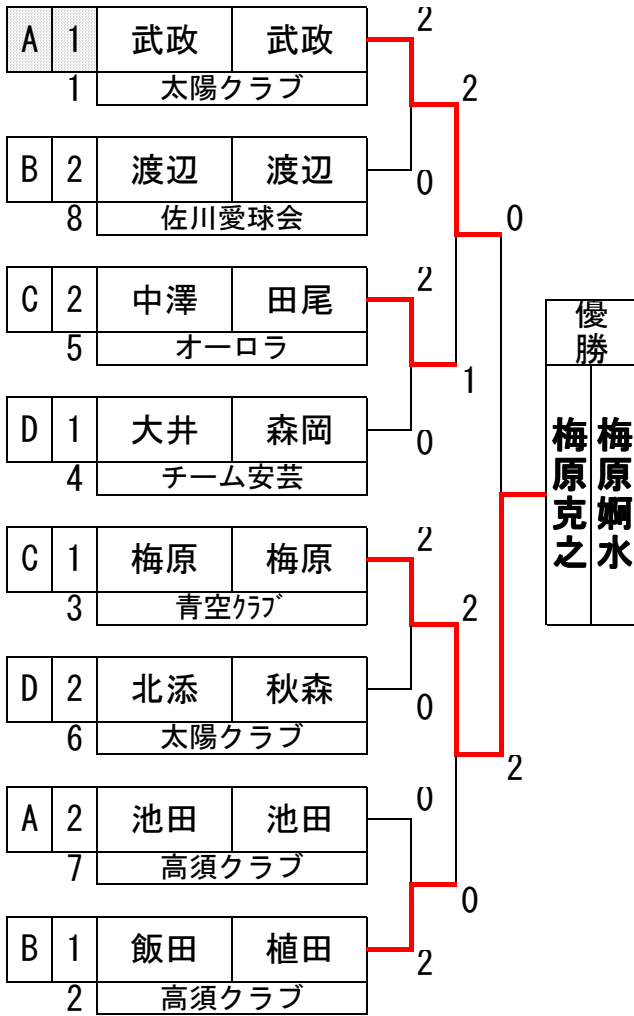 A 1 武政 武政 2
1 太陽クラブ 2
B 2 渡辺 渡辺 0
8 佐川愛球会 0
C 2 中澤 田尾 2
5 オーロラ 1
D 1 大井 森岡 0
4 チーム安芸
C 1 梅原 梅原 2
3 青空ｸﾗﾌﾞ 2
D 2 北添 秋森 0
6 太陽クラブ 2
A 2 池田 池田 0
7 高須クラブ 0
B 1 飯田 植田 2
2 高須クラブ
優勝
梅原婀水
梅原克之